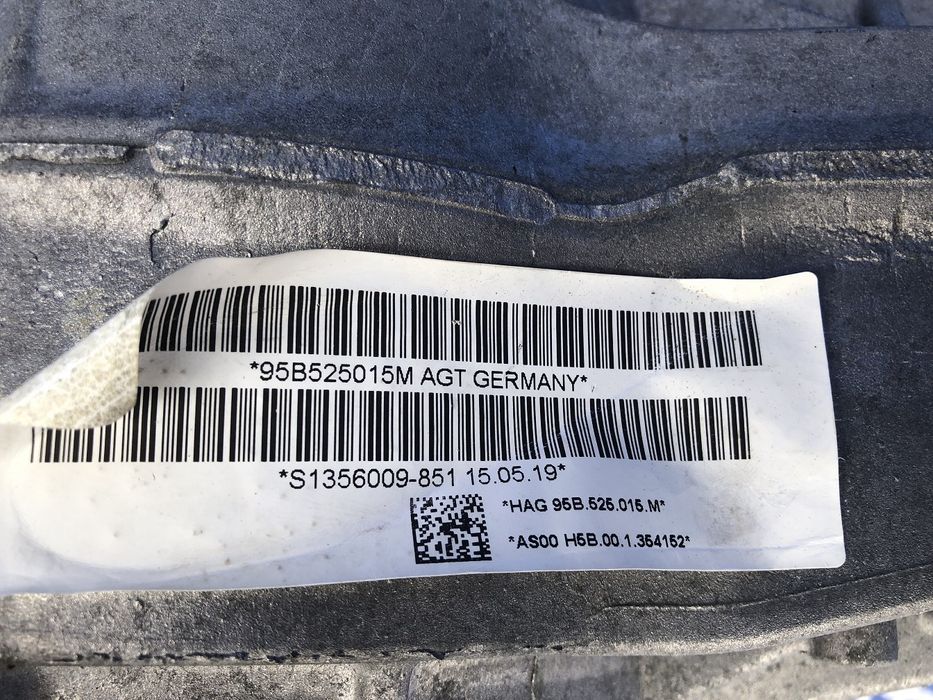 *95B525015M AGT GERMANY*
*S1356009-851 15.05.19*
*HAG 95B.525.015.M*
*AS00 H5B.00.1.354152*